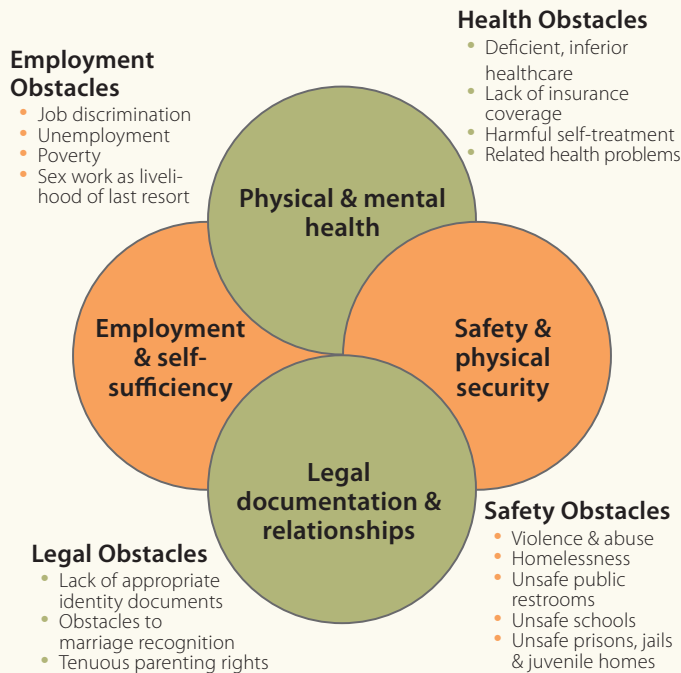 Health Obstacles
• Deficient, inferior
healthcare
• Lack of insurance
coverage
• Harmful self-treatment
• Related health problems
Employment
Obstacles
• Job discrimination
• Unemployment
• Poverty
• Sex work as liveli-
hood of last resort
Physical & mental
health
Employment
& self-
sufficiency
Safety &
physical
security
Legal
documentation &
relationships
Legal Obstacles
• Lack of appropriate
identity documents
• Obstacles to
marriage recognition
• Tenuous parenting rights
Safety Obstacles
• Violence & abuse
• Homelessness
• Unsafe public
restrooms
• Unsafe schools
• Unsafe prisons, jails
& juvenile homes